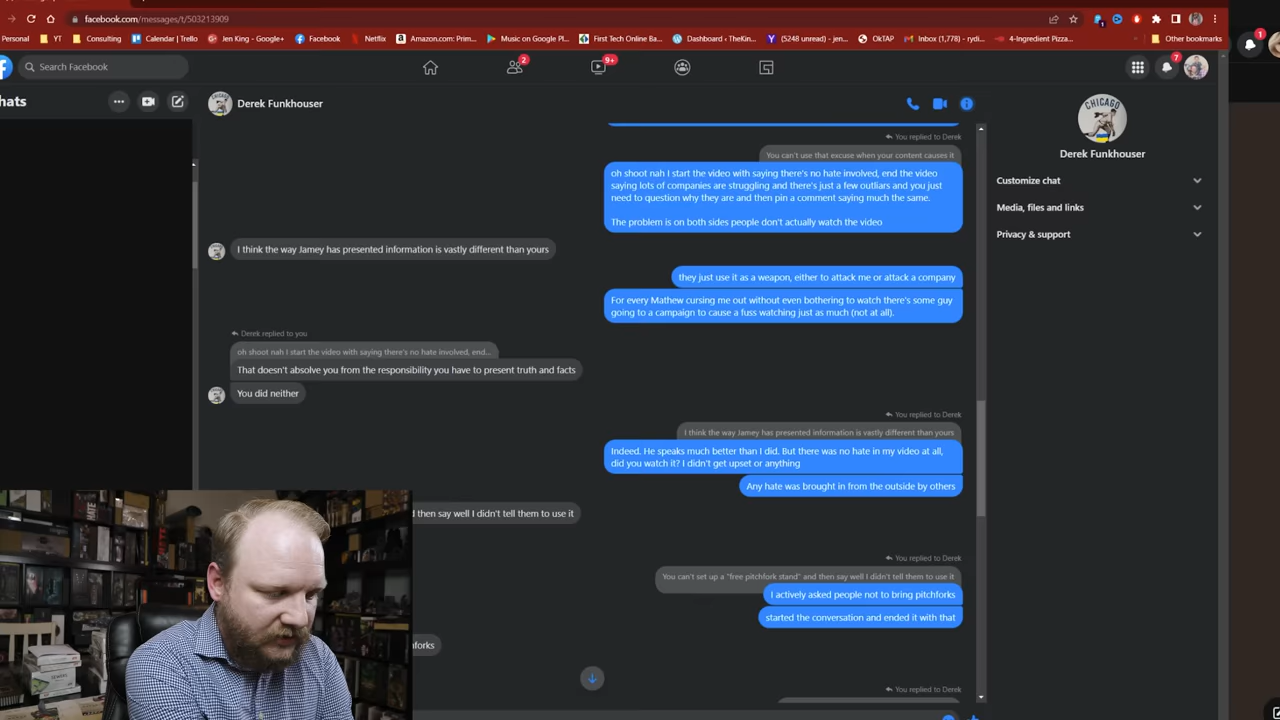 facebook.com/messages/t/503213909
Personal
YT
Consulting
Calendar | Trello
Jen King - Google+
Facebook
Netflix
Amazon.com: Prim...
Music on Google Pl...
First Tech Online Ba...
Dashboard ‹ TheKin...
(5248 unread) - jen...
OkTAP
Inbox (1,778) - rydi...
4-Ingredient Pizza...
Other bookmarks
Search Facebook
2
9+
7
1
hats
Derek Funkhouser
CHICAGO
Derek Funkhouser
Customize chat
Media, files and links
Privacy & support
You replied to Derek
You can't use that excuse when your content causes it
oh shoot nah I start the video with saying there's no hate involved, end the video
saying lots of companies are struggling and there's just a few outliars and you just
need to question why they are and then pin a comment saying much the same.
The problem is on both sides people don't actually watch the video
I think the way Jamey has presented information is vastly different than yours
they just use it as a weapon, either to attack me or attack a company
For every Mathew cursing me out without even bothering to watch there's some guy
going to a campaign to cause a fuss watching just as much (not at all).
Derek replied to you
oh shoot nah I start the video with saying there's no hate involved, end...
That doesn't absolve you from the responsibility you have to present truth and facts
You did neither
You replied to Derek
I think the way Jamey has presented information is vastly different than yours
Indeed. He speaks much better than I did. But there was no hate in my video at all,
did you watch it? I didn't get upset or anything
Any hate was brought in from the outside by others
then say well I didn't tell them to use it
You replied to Derek
You can't set up a "free pitchfork stand" and then say well I didn't tell them to use it
I actively asked people not to bring pitchforks
started the conversation and ended it with that
You replied to Derek